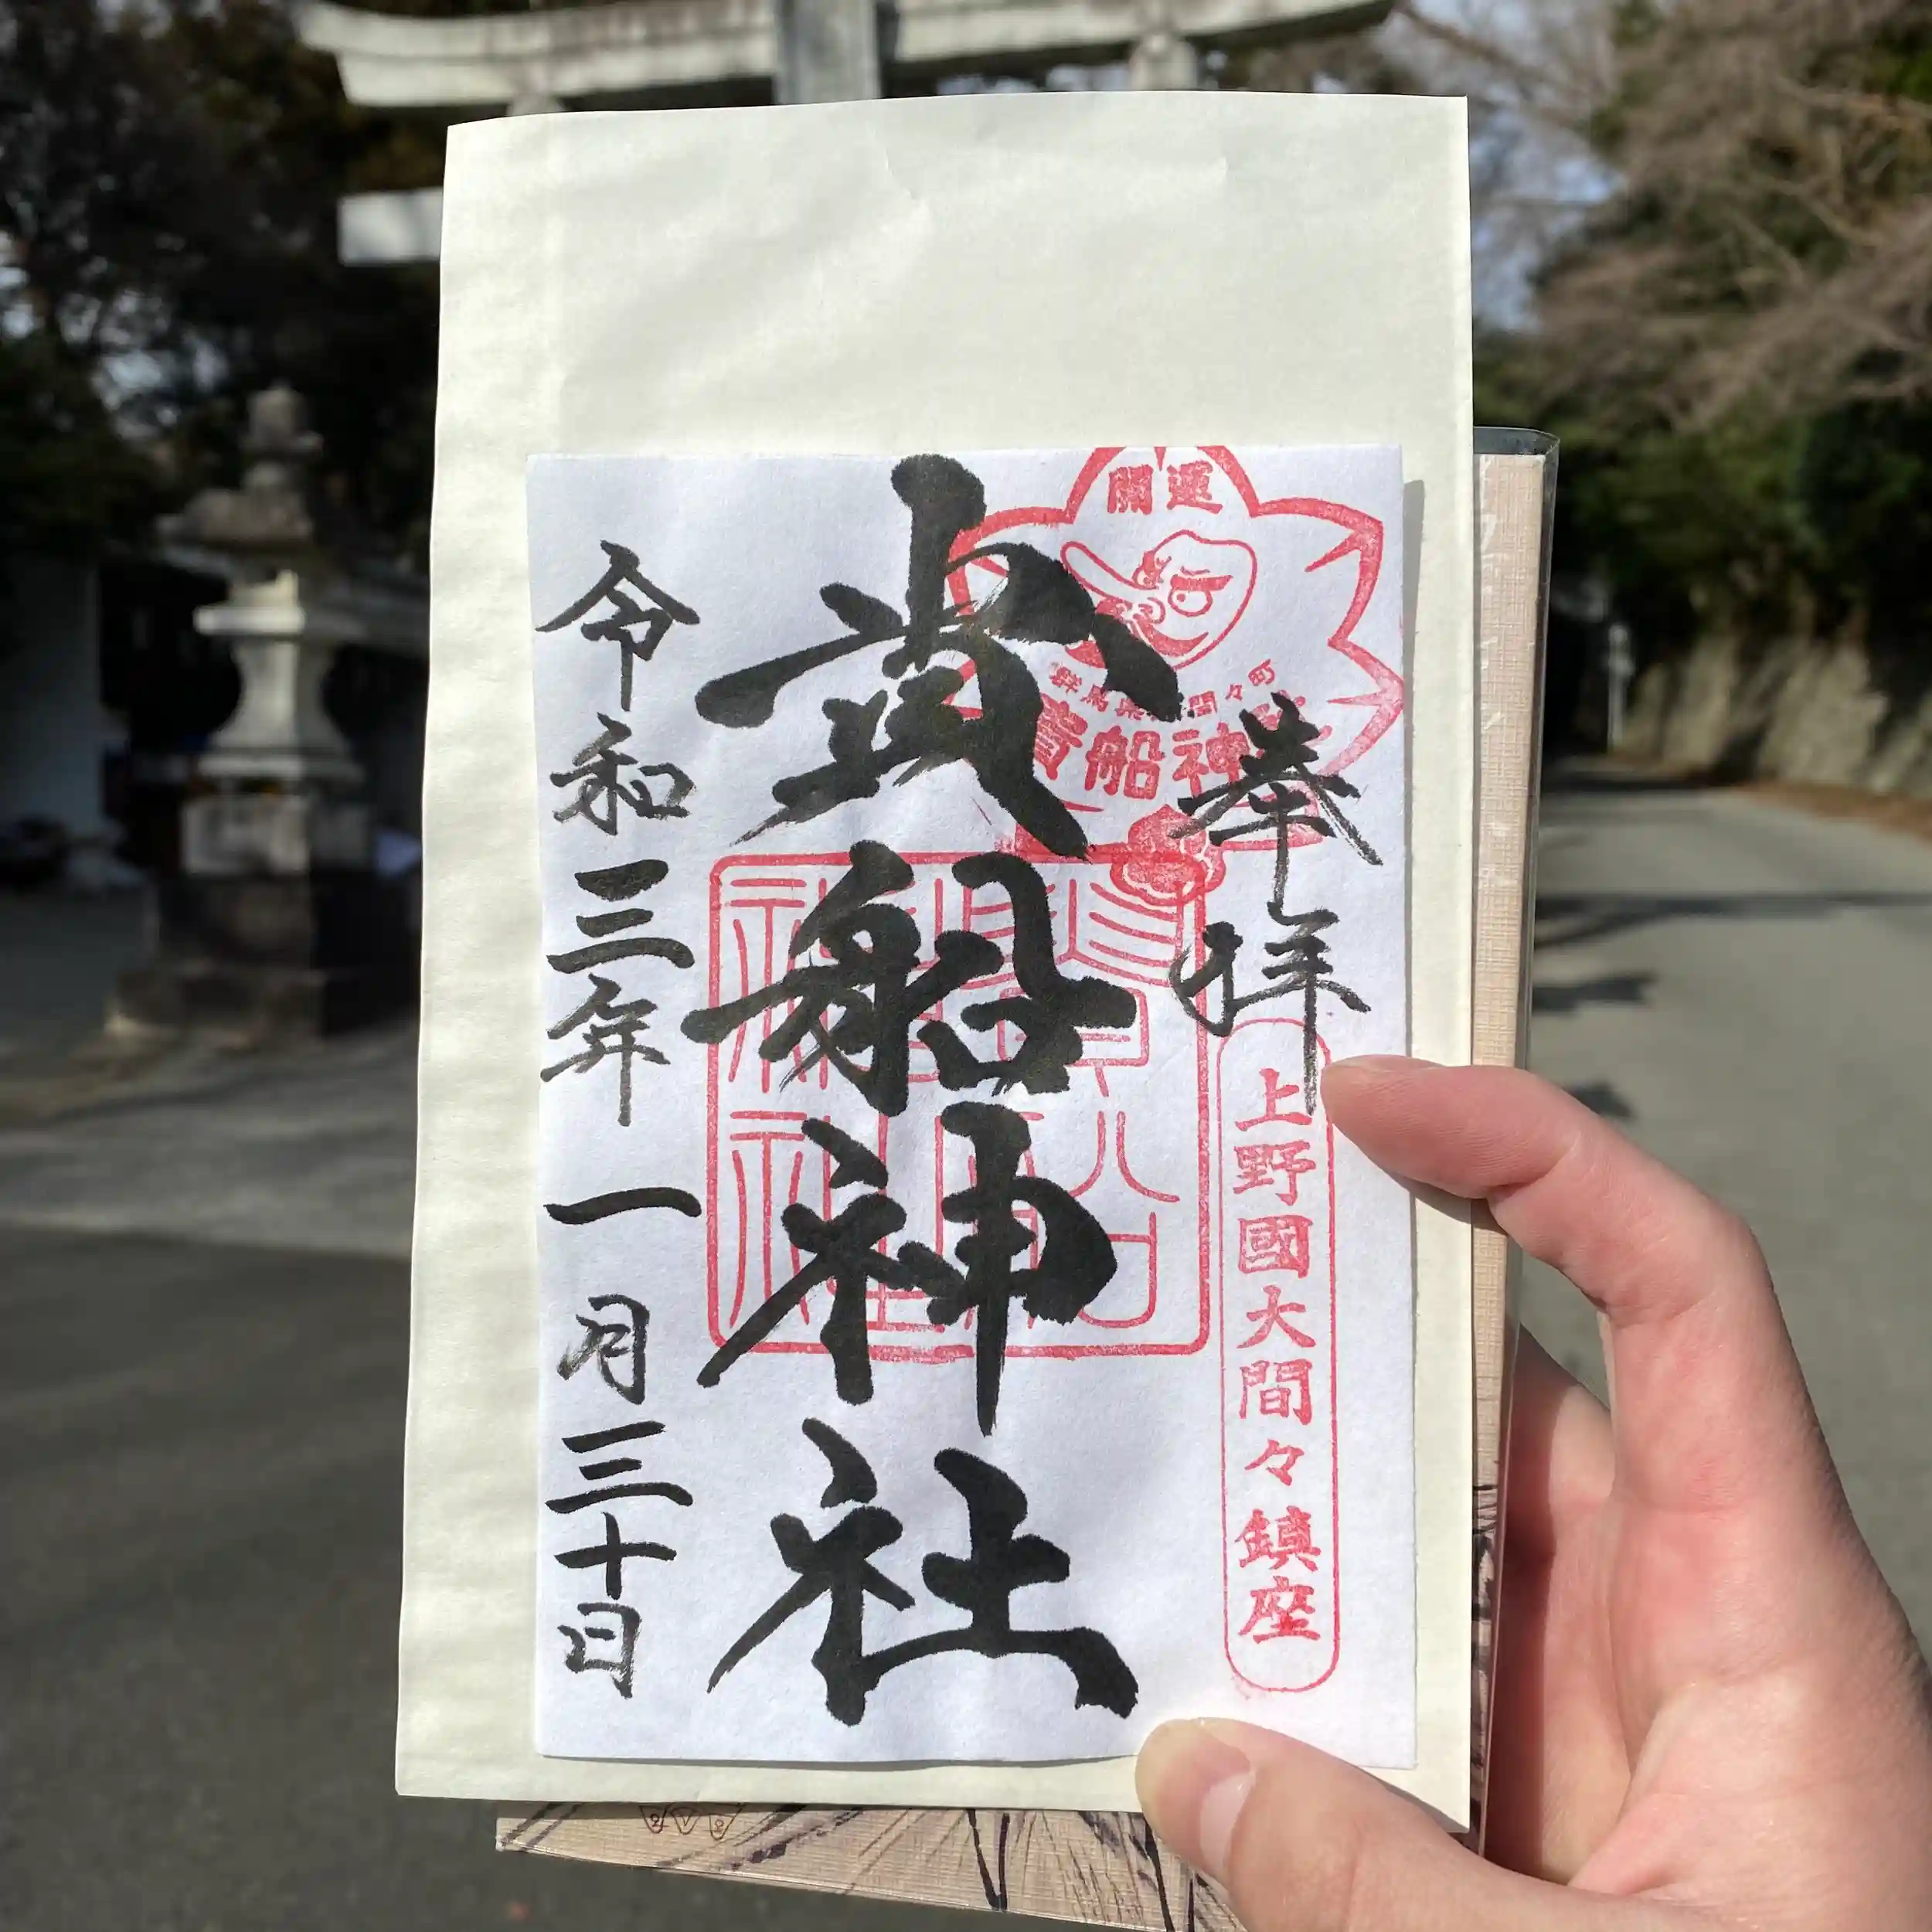 奉拝
開運
群馬県大間々町
貴船神社
上野國大間々鎮座
貴船神社
令和三年一月三十日